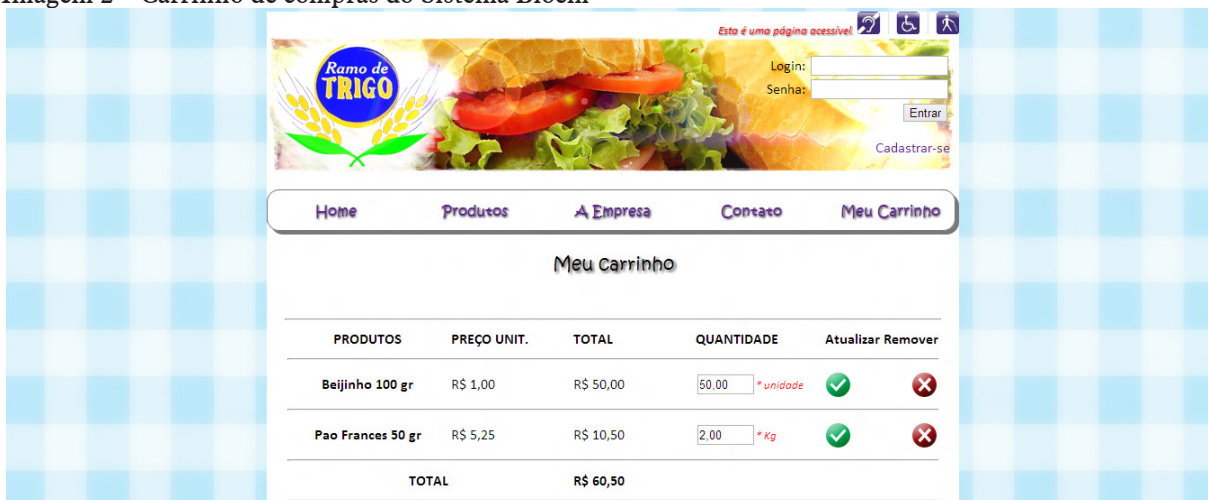 Imagem 2 – Carrinho de compras do Sistema Bioem
Esta é uma página acessível
Ramo de
TRIGO
Login:
Senha:
Entrar
Cadastrar-se
Home Produtos A Empresa Contato Meu Carrinho
Meu carrinho
PRODUTOS PREÇO UNIT. TOTAL QUANTIDADE Atualizar Remover
Beijinho 100 gr R$ 1,00 R$ 50,00 50.00 * unidade
Pao Frances 50 gr R$ 5,25 R$ 10,50 2.00 * Kg
TOTAL R$ 60,50